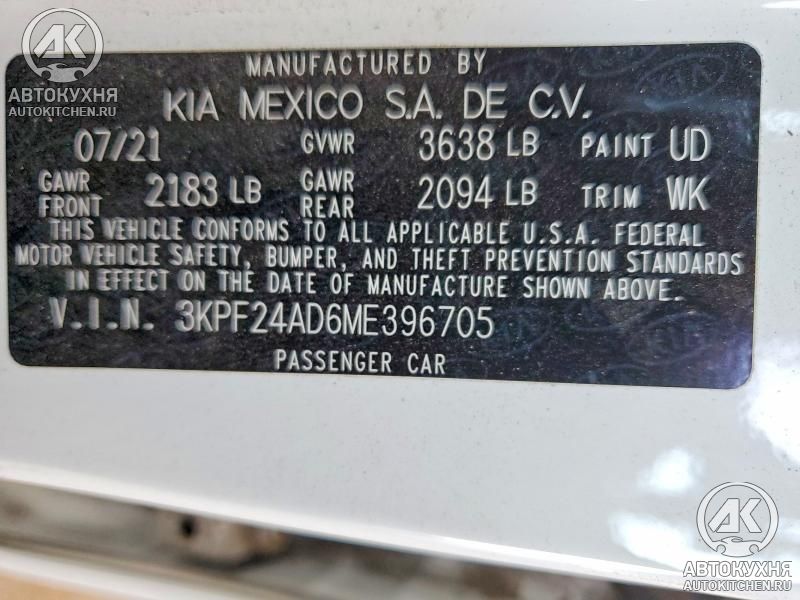 AK
АВТОКУХНЯ
AUTOKITCHEN.RU
MANUFACTURED BY
KIA MEXICO S.A. DE C.V.
07/21 GVWR 3638 LB PAINT UD
GAWR FRONT 2183 LB GAWR REAR 2094 LB TRIM WK
THIS VEHICLE CONFORMS TO ALL APPLICABLE U.S.A. FEDERAL
MOTOR VEHICLE SAFETY, BUMPER, AND THEFT PREVENTION STANDARDS
IN EFFECT ON THE DATE OF MANUFACTURE SHOWN ABOVE.
V.I.N. 3KPF24AD6ME396705
PASSENGER CAR
AK
АВТОКУХНЯ
AUTOKITCHEN.RU